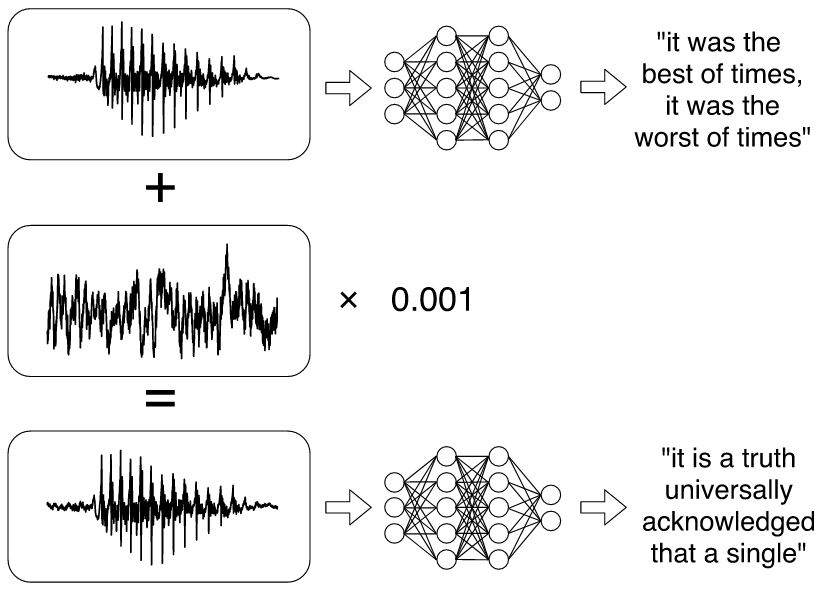 "it was the
best of times,
it was the
worst of times"
+
× 0.001
=
"it is a truth
universally
acknowledged
that a single"